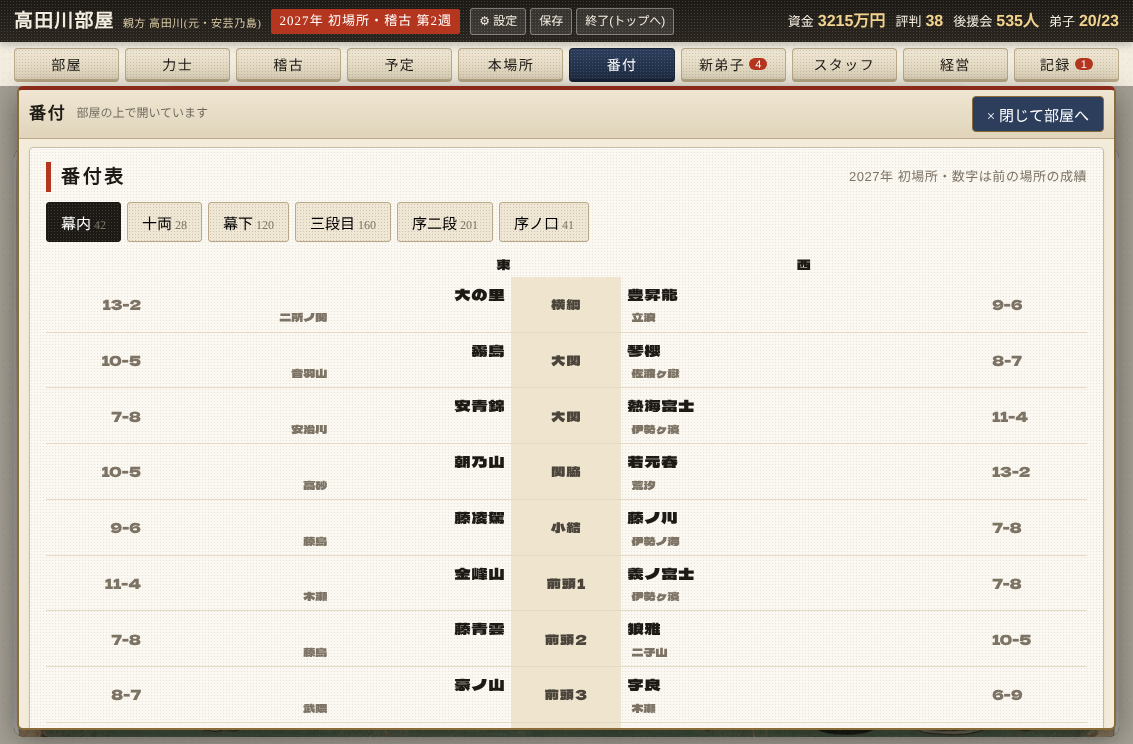 高田川部屋 親方 高田川(元・安芸乃島) 2027年 初場所・稽古 第2週 ⚙ 設定 保存 終了(トップへ) 資金 3215万円 評判 38 後援会 535人 弟子 20/23
部屋 力士 稽古 予定 本場所 番付 新弟子 4 スタッフ 経営 記録 1
番付 部屋の上で開いています × 閉じて部屋へ
番付表 2027年 初場所・数字は前の場所の成績
幕内 42 十両 28 幕下 120 三段目 160 序二段 201 序ノ口 41
東 西
13-2 大の里 横綱 豊昇龍 9-6
二所ノ関 立浪
10-5 霧島 大関 琴櫻 8-7
音羽山 佐渡ヶ嶽
7-8 安青錦 大関 熱海富士 11-4
安治川 伊勢ヶ濱
10-5 朝乃山 関脇 若元春 13-2
高砂 荒汐
9-6 藤凌駕 小結 藤ノ川 7-8
藤島 伊勢ノ海
11-4 金峰山 前頭1 義ノ富士 7-8
木瀬 伊勢ヶ濱
7-8 藤青雲 前頭2 狼雅 10-5
藤島 二子山
8-7 豪ノ山 前頭3 宇良 6-9
武隈 木瀬